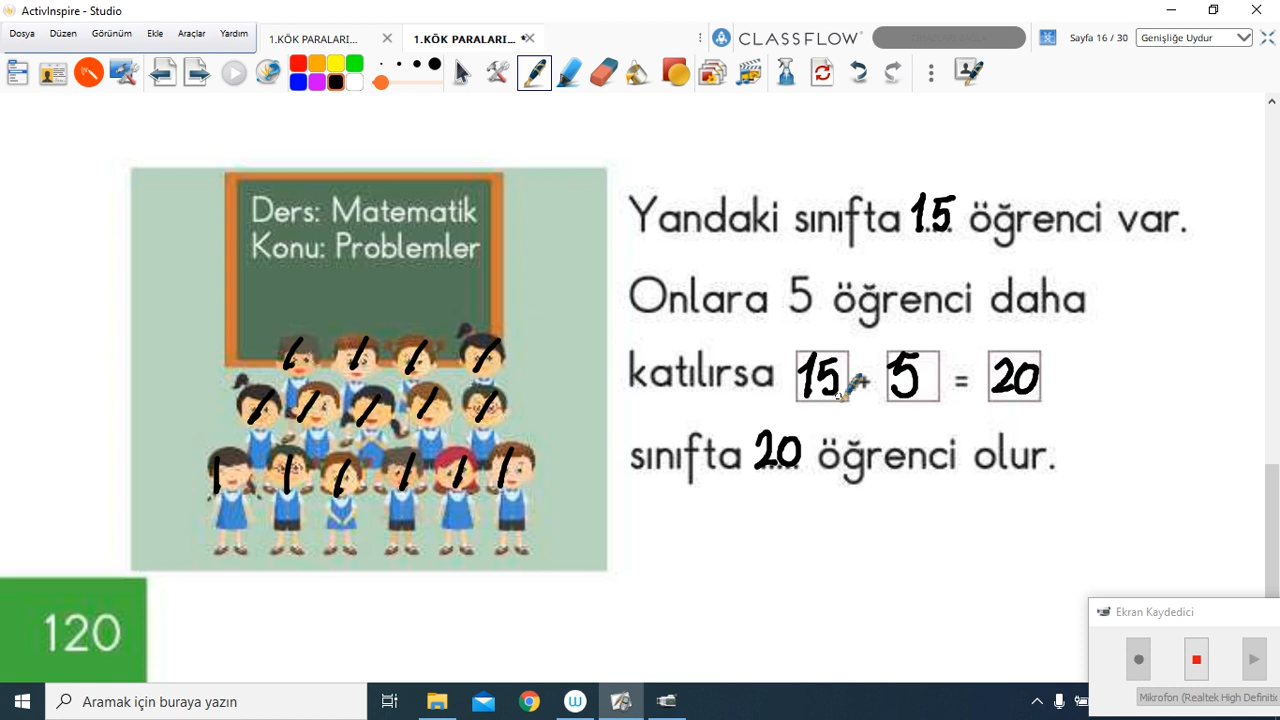 ActivInspire - Studio
Dosya Düzen Görünüm Ekle Araçlar Yardım
1.KÖK PARALARI...
1.KÖK PARALARI... *
CLASSFLOW
Sayfa 16 / 30
Genişliğe Uydur
Ders: Matematik
Konu: Problemler
Yandaki sınıfta 15 öğrenci var.
Onlara 5 öğrenci daha
katılırsa 15 + 5 = 20
sınıfta 20 öğrenci olur.
120
Ekran Kaydedici
Mikrofon (Realtek High Definitic
Aramak için buraya yazın